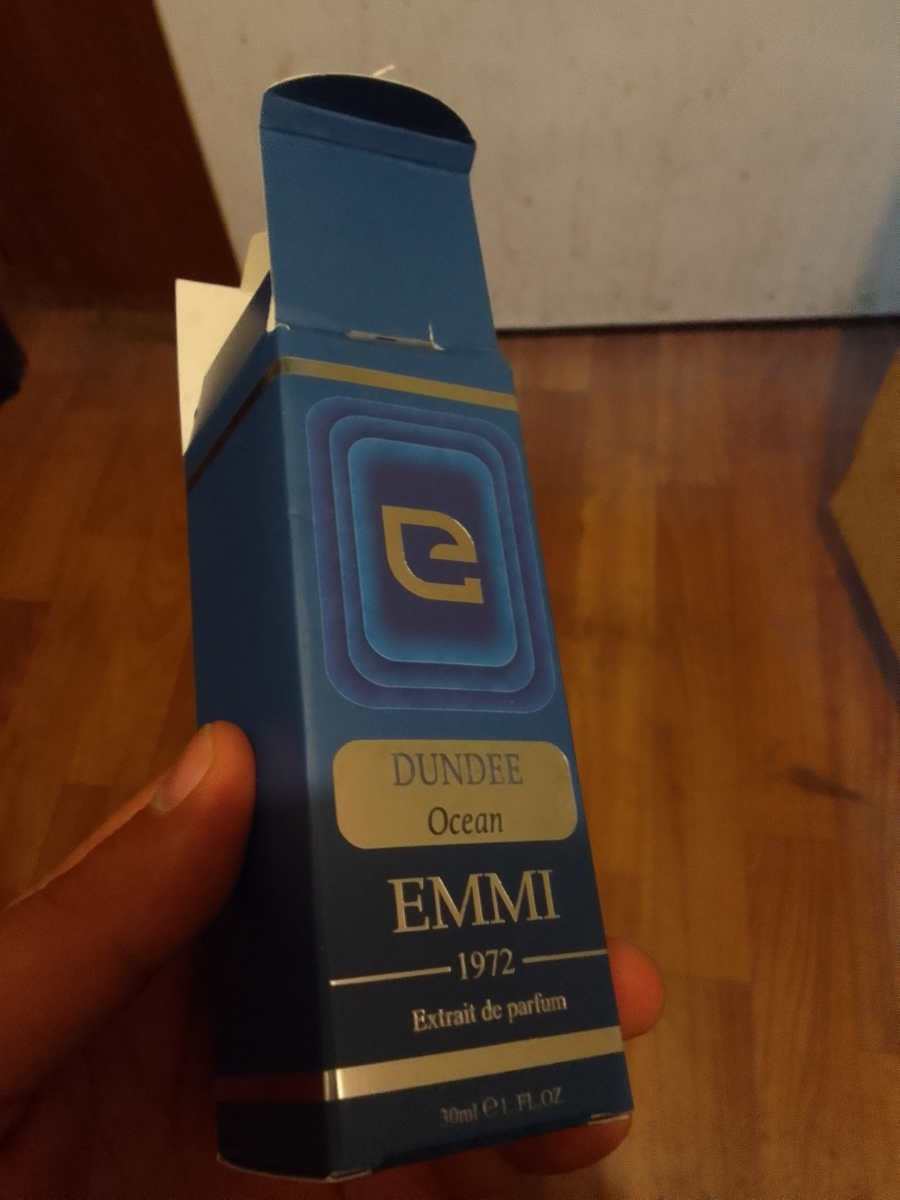 e
DUNDEE
Ocean
EMMI
1972
Extrait de parfum
30ml ℮ 1. FL.OZ